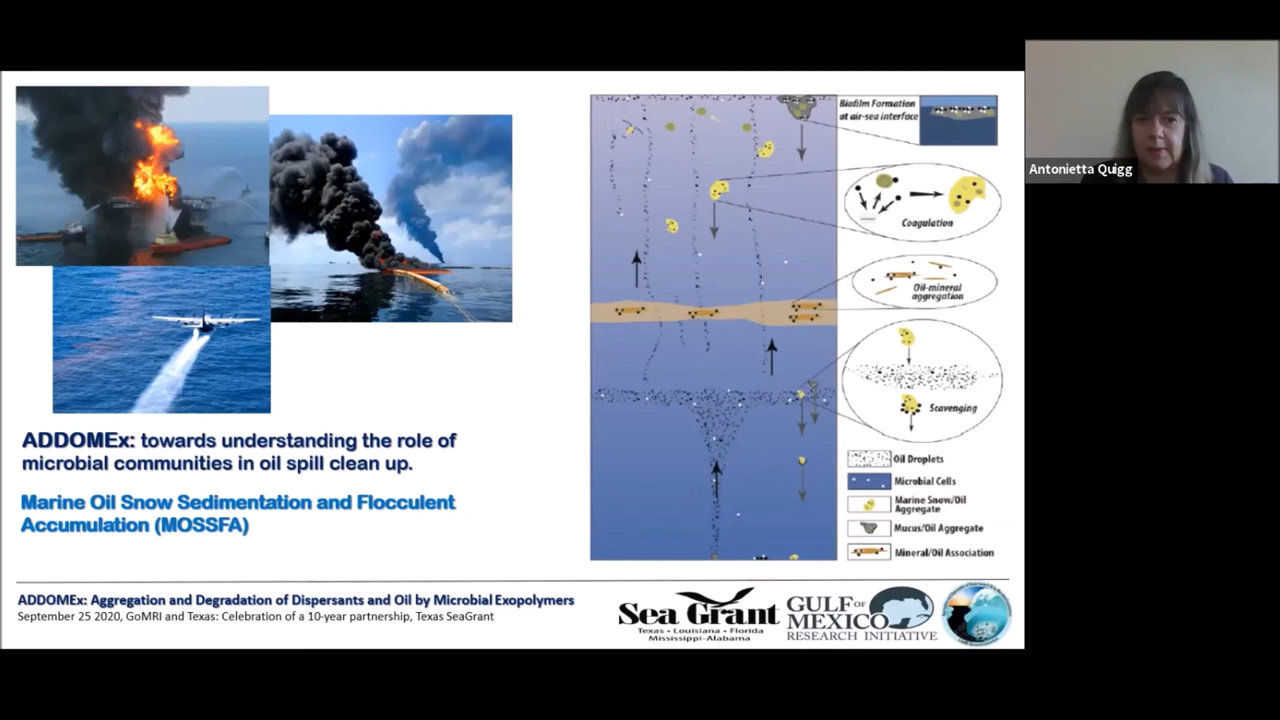 Antonietta Quigg
Biofilm Formation
at air-sea interface
Coagulation
Oil-mineral
aggregation
Scavenging
Oil Droplets
Microbial Cells
Marine Snow/Oil
Aggregate
Mucus/Oil Aggregate
Mineral/Oil Association
ADDOMEx: towards understanding the role of
microbial communities in oil spill clean up.
Marine Oil Snow Sedimentation and Flocculent
Accumulation (MOSSFA)
ADDOMEx: Aggregation and Degradation of Dispersants and Oil by Microbial Exopolymers
September 25 2020, GoMRI and Texas: Celebration of a 10-year partnership, Texas SeaGrant
Sea Grant
Texas • Louisiana • Florida
Mississippi-Alabama
GULF OF
MEXICO
RESEARCH INITIATIVE